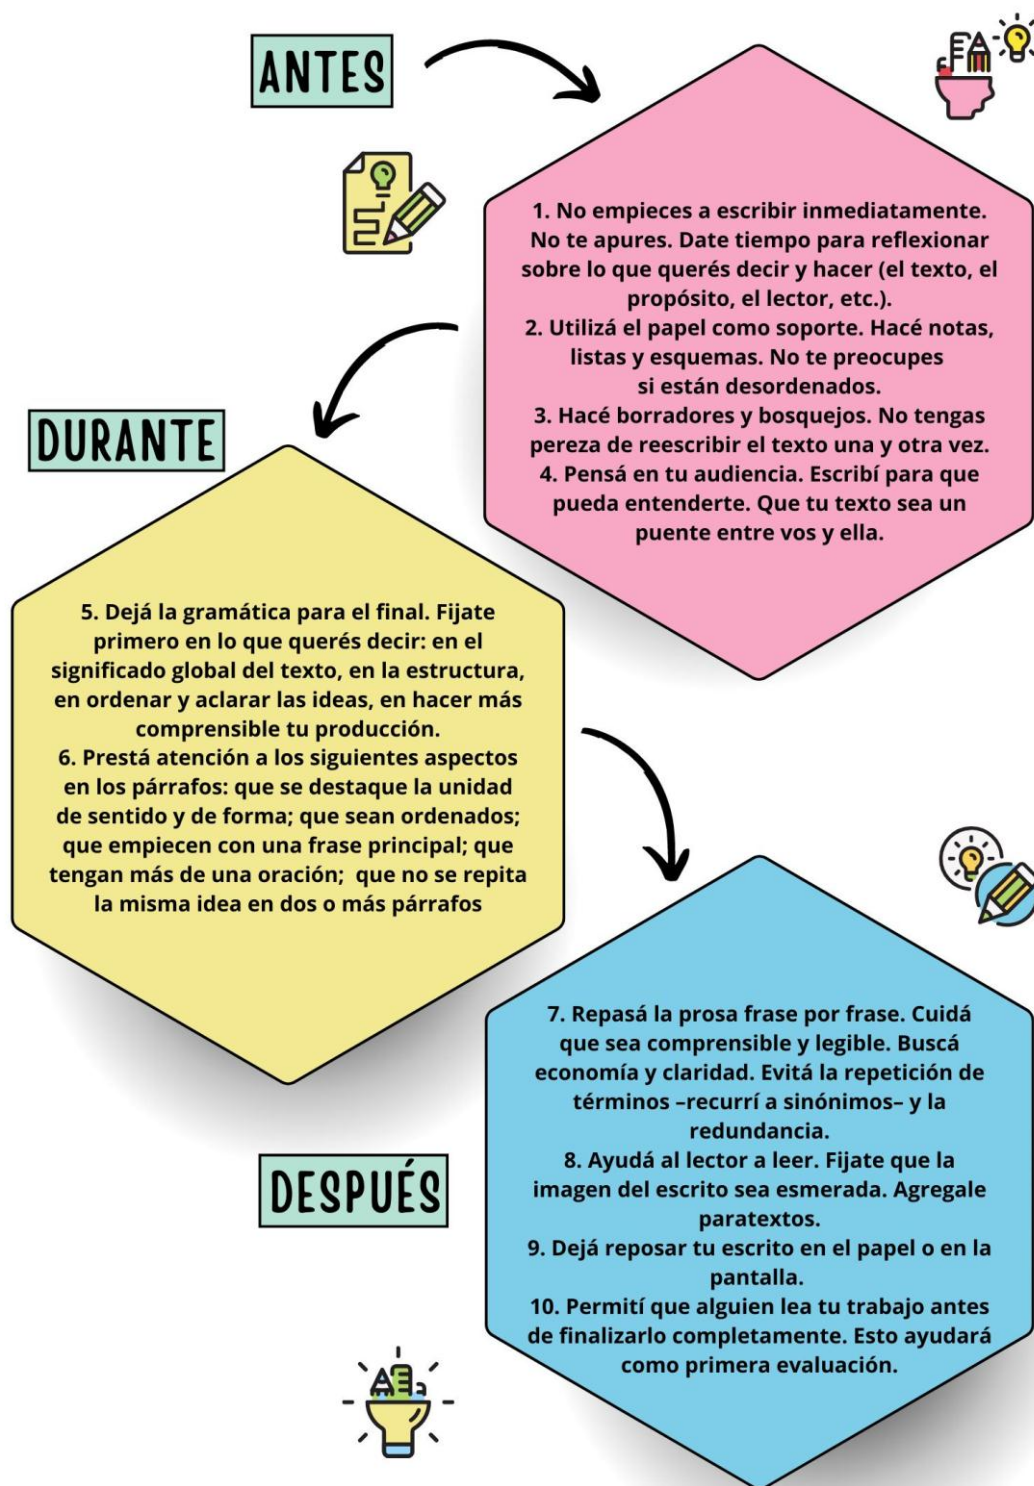 ANTES
1. No empieces a escribir inmediatamente.
No te apures. Date tiempo para reflexionar
sobre lo que querés decir y hacer (el texto, el
propósito, el lector, etc.).
2. Utilizá el papel como soporte. Hacé notas,
listas y esquemas. No te preocupes
si están desordenados.
3. Hacé borradores y bosquejos. No tengas
pereza de reescribir el texto una y otra vez.
4. Pensá en tu audiencia. Escribí para que
pueda entenderte. Que tu texto sea un
puente entre vos y ella.
DURANTE
5. Dejá la gramática para el final. Fijate
primero en lo que querés decir: en el
significado global del texto, en la estructura,
en ordenar y aclarar las ideas, en hacer más
comprensible tu producción.
6. Prestá atención a los siguientes aspectos
en los párrafos: que se destaque la unidad
de sentido y de forma; que sean ordenados;
que empiecen con una frase principal; que
tengan más de una oración;  que no se repita
la misma idea en dos o más párrafos
DESPUÉS
7. Repasá la prosa frase por frase. Cuidá
que sea comprensible y legible. Buscá
economía y claridad. Evitá la repetición de
términos –recurrí a sinónimos– y la
redundancia.
8. Ayudá al lector a leer. Fijate que la
imagen del escrito sea esmerada. Agregale
paratextos.
9. Dejá reposar tu escrito en el papel o en la
pantalla.
10. Permití que alguien lea tu trabajo antes
de finalizarlo completamente. Esto ayudará
como primera evaluación.